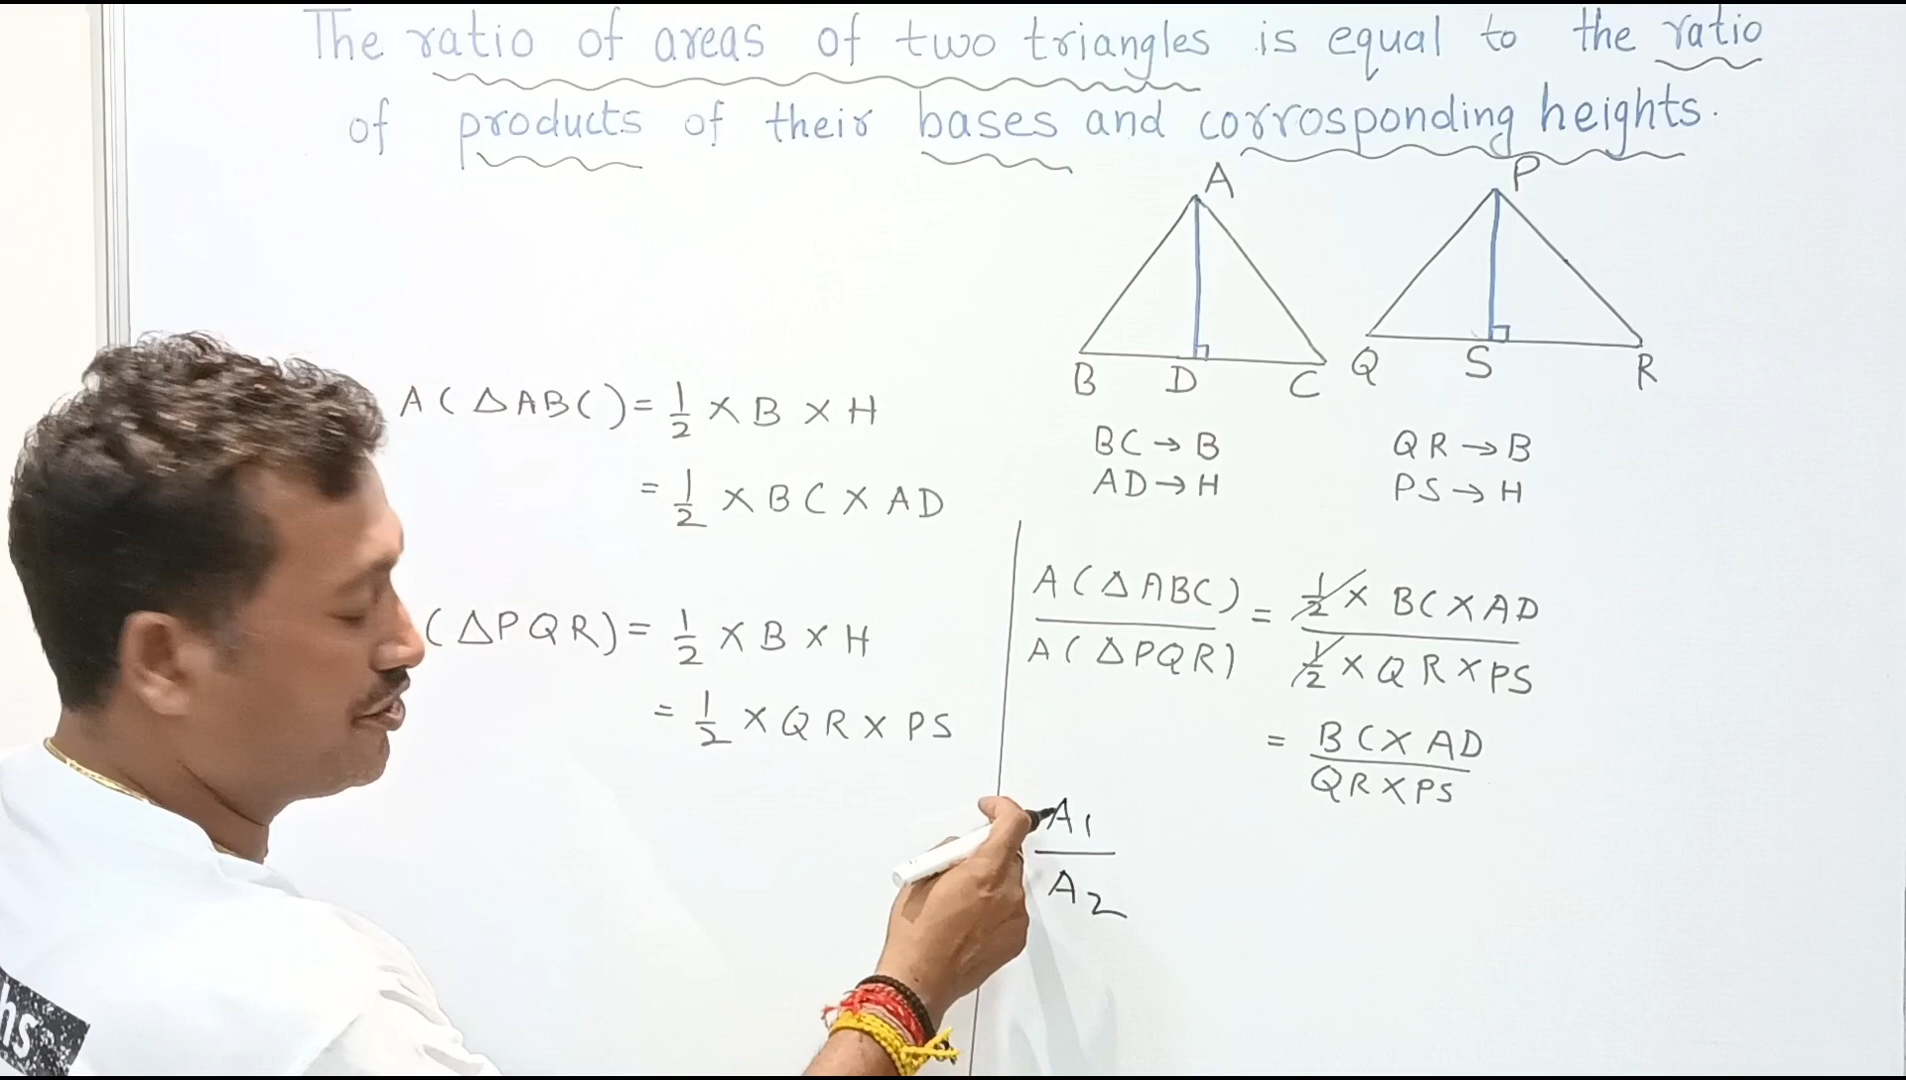 The ratio of areas of two triangles is equal to the ratio
of products of their bases and corrosponding heights.
A P
B D C Q S R
BC → B
AD → H
QR → B
PS → H
A ( △ ABC ) = 1/2 × B × H
= 1/2 × BC × AD
( △PQR ) = 1/2 × B × H
= 1/2 × QR × PS
A ( △ ABC ) / A ( △PQR ) = 1/2 × BC × AD / 1/2 × QR × PS
= BC × AD / QR × PS
A1 / A2
hs